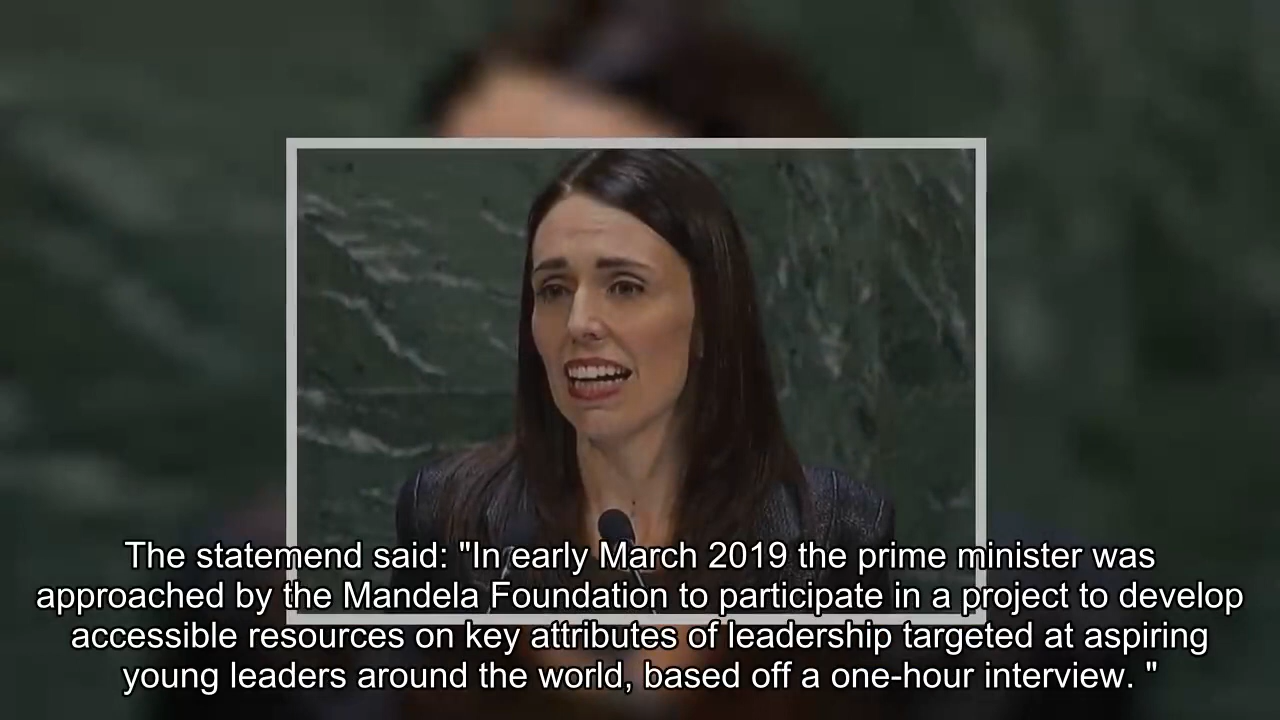 The statemend said: "In early March 2019 the prime minister was
approached by the Mandela Foundation to participate in a project to develop
accessible resources on key attributes of leadership targeted at aspiring
young leaders around the world, based off a one-hour interview. "